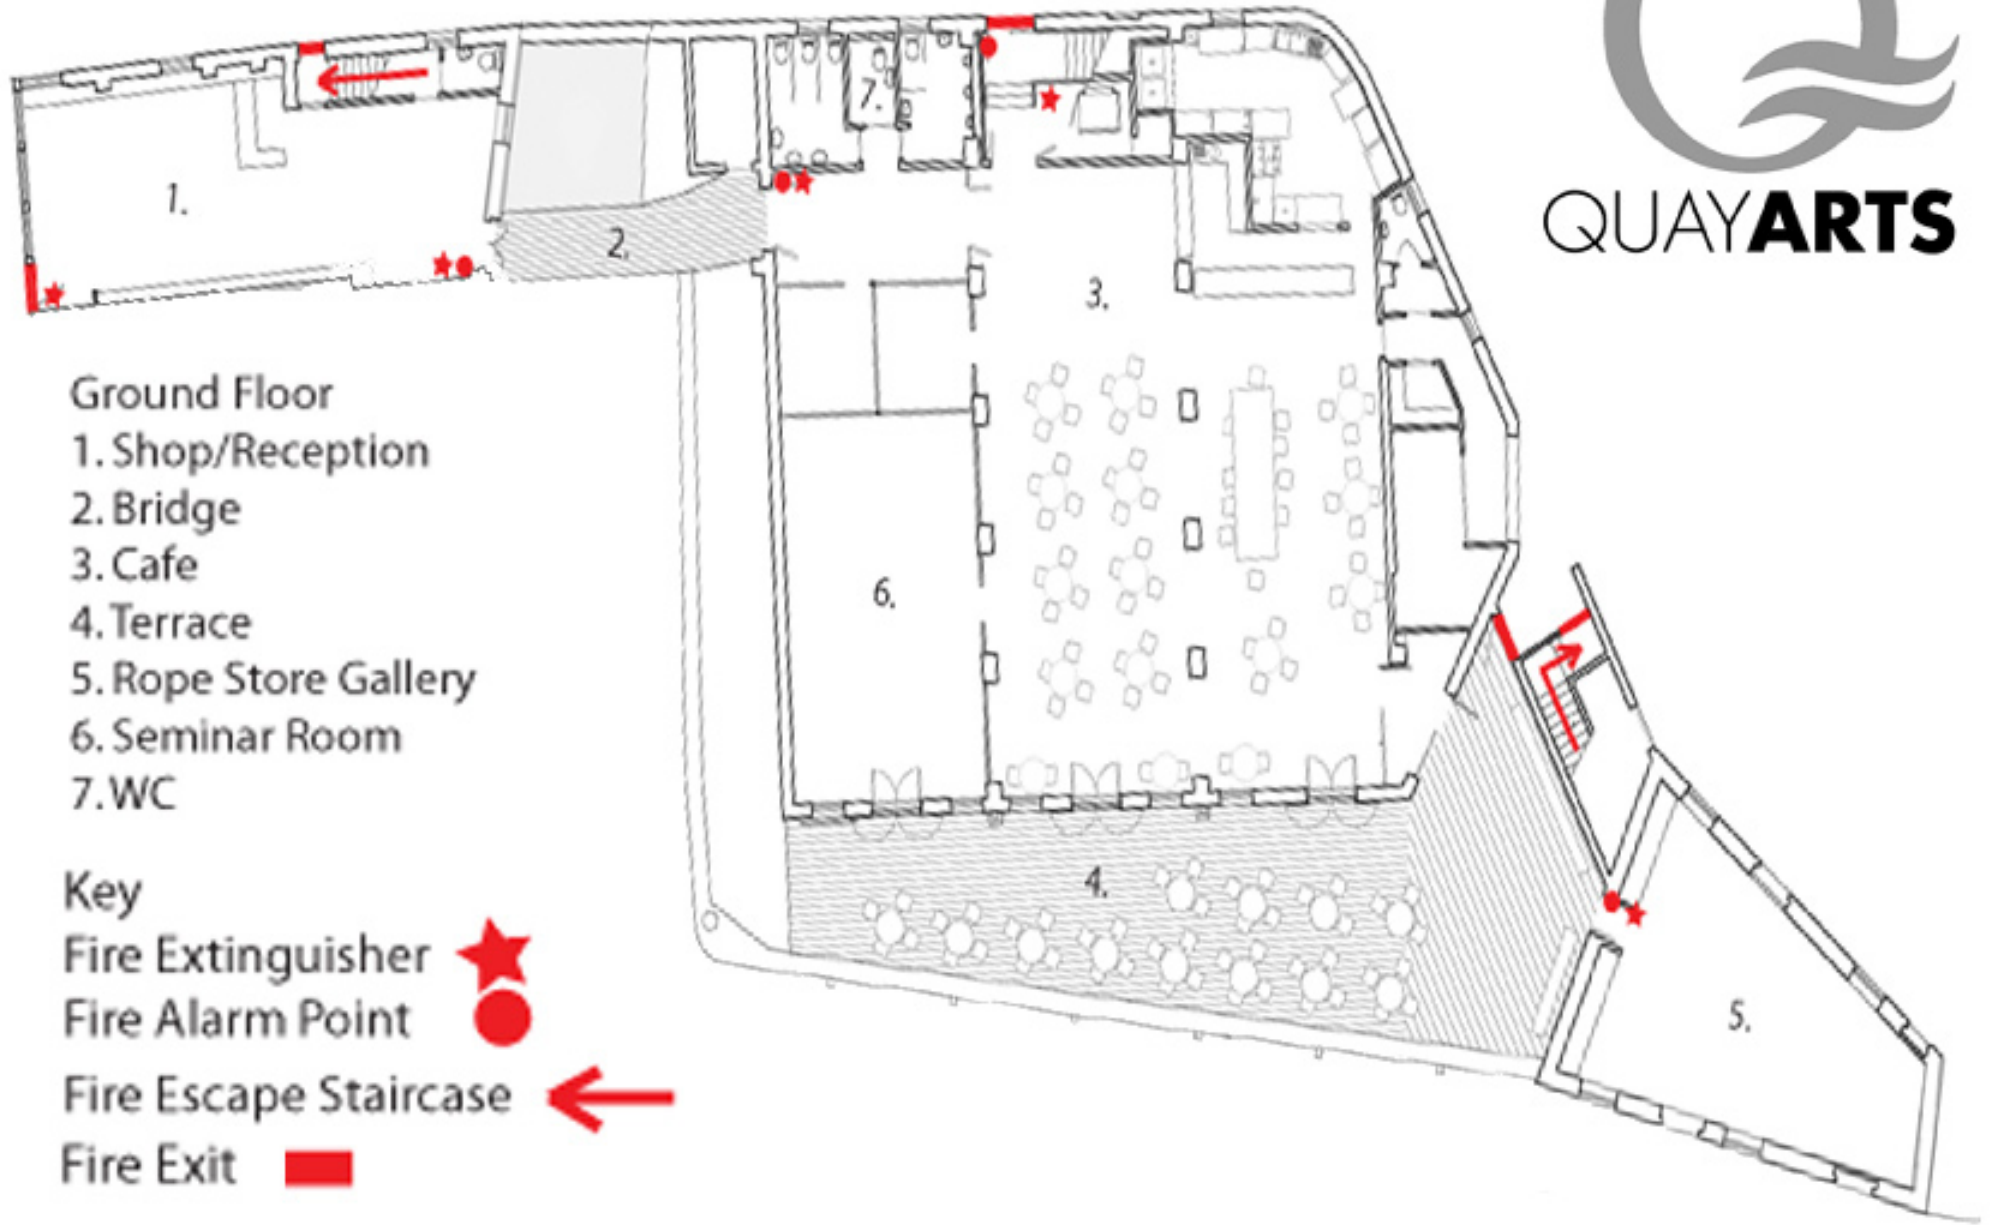 QUAYARTS
7.
1.
2.
3.
6.
4.
5.
Ground Floor
1. Shop/Reception
2. Bridge
3. Cafe
4. Terrace
5. Rope Store Gallery
6. Seminar Room
7. WC
Key
Fire Extinguisher
Fire Alarm Point
Fire Escape Staircase
Fire Exit